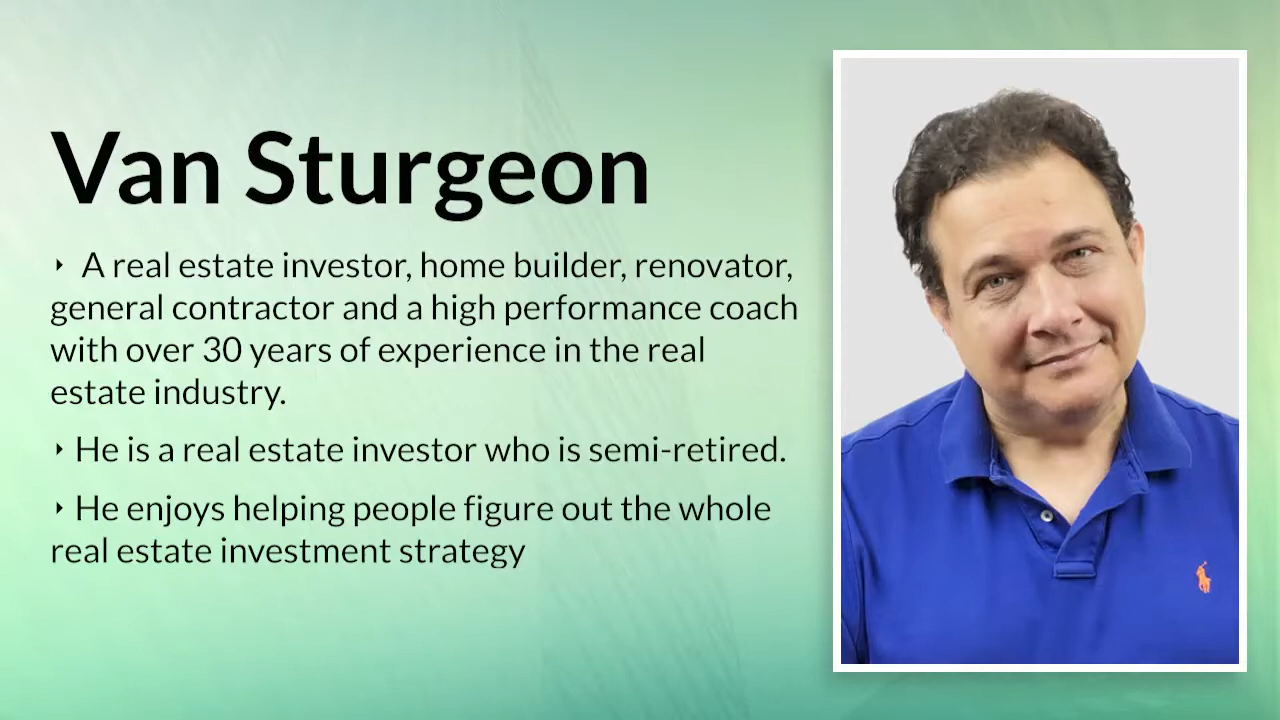 Van Sturgeon
‣ A real estate investor, home builder, renovator,
general contractor and a high performance coach
with over 30 years of experience in the real
estate industry.
‣ He is a real estate investor who is semi-retired.
‣ He enjoys helping people figure out the whole
real estate investment strategy